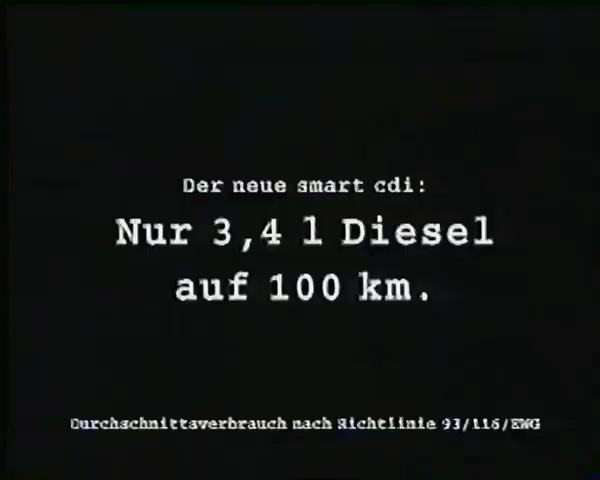 Der neue smart cdi:
Nur 3,4 l Diesel
auf 100 km.
Durchschnittsverbrauch nach Richtlinie 93/116/EWG